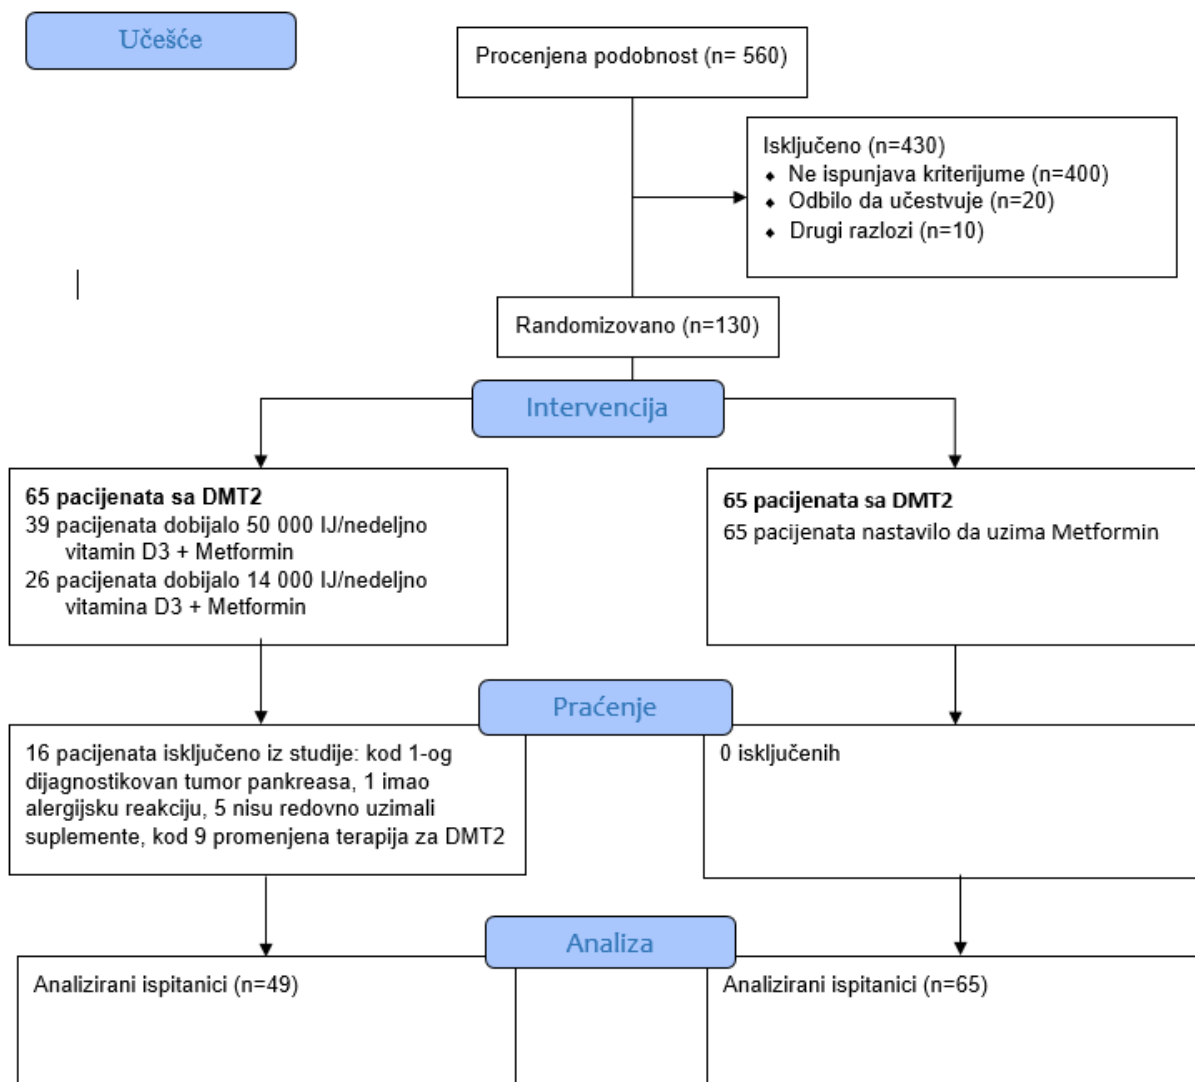 Učešće
Procenjena podobnost (n= 560)
Isključeno (n=430)
⬥ Ne ispunjava kriterijume (n=400)
⬥ Odbilo da učestvuje (n=20)
⬥ Drugi razlozi (n=10)
Randomizovano (n=130)
Intervencija
65 pacijenata sa DMT2
39 pacijenata dobijalo 50 000 IJ/nedeljno
vitamin D3 + Metformin
26 pacijenata dobijalo 14 000 IJ/nedeljno
vitamina D3 + Metformin
65 pacijenata sa DMT2
65 pacijenata nastavilo da uzima Metformin
Praćenje
16 pacijenata isključeno iz studije: kod 1-og
dijagnostikovan tumor pankreasa, 1 imao
alergijsku reakciju, 5 nisu redovno uzimali
suplemente, kod 9 promenjena terapija za DMT2
0 isključenih
Analiza
Analizirani ispitanici (n=49)
Analizirani ispitanici (n=65)